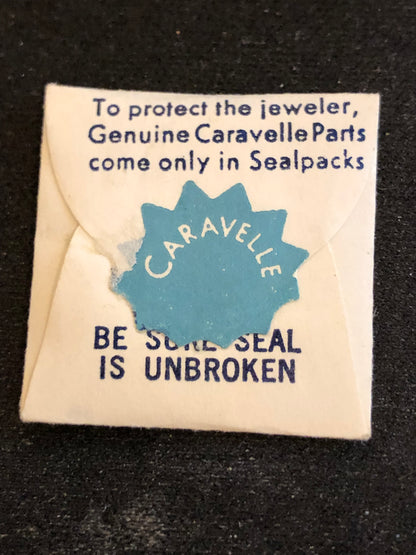 To protect the jeweler,
Genuine Caravelle Parts
come only in Sealpacks
CARAVELLE
BE SURE SEAL
IS UNBROKEN